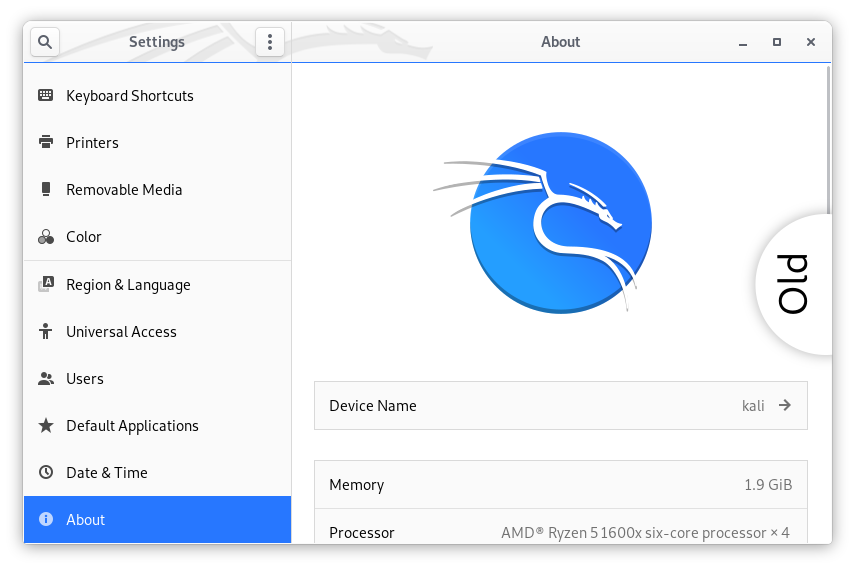 Settings
About
Keyboard Shortcuts
Printers
Removable Media
Color
Region & Language
Universal Access
Users
Default Applications
Date & Time
About
Old
Device Name kali
Memory 1.9 GiB
Processor AMD® Ryzen 5 1600x six-core processor × 4